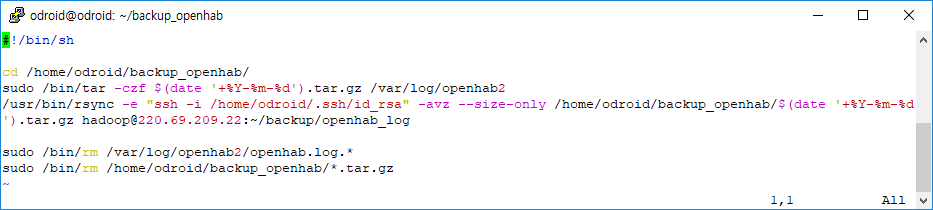 odroid@odroid: ~/backup_openhab
#!/bin/sh
cd /home/odroid/backup_openhab/
sudo /bin/tar -czf $(date '+%Y-%m-%d').tar.gz /var/log/openhab2
/usr/bin/rsync -e "ssh -i /home/odroid/.ssh/id_rsa" -avz --size-only /home/odroid/backup_openhab/$(date '+%Y-%m-%d
').tar.gz hadoop@220.69.209.22:~/backup/openhab_log
sudo /bin/rm /var/log/openhab2/openhab.log.*
sudo /bin/rm /home/odroid/backup_openhab/*.tar.gz
~
1,1 All